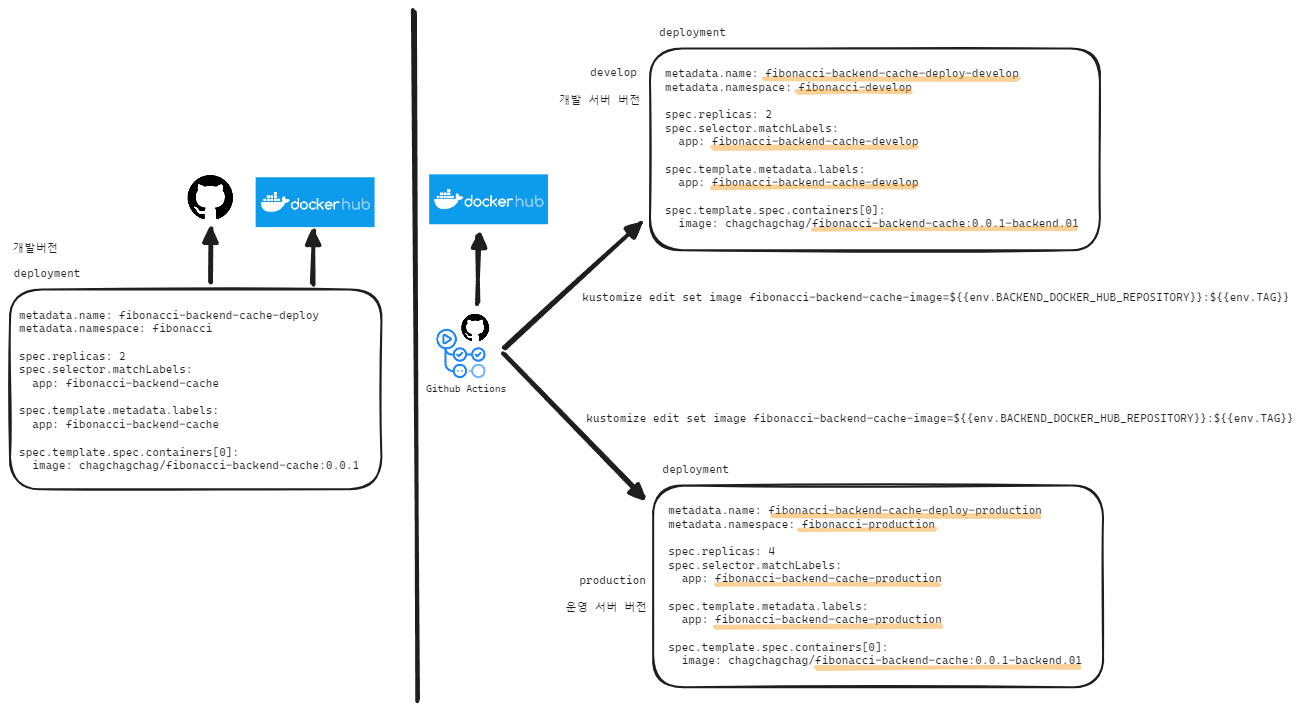 dockerhub
개발버전
deployment
metadata.name: fibonacci-backend-cache-deploy
metadata.namespace: fibonacci
spec.replicas: 2
spec.selector.matchLabels:
app: fibonacci-backend-cache
spec.template.metadata.labels:
app: fibonacci-backend-cache
spec.template.spec.containers[0]:
image: chagchagchag/fibonacci-backend-cache:0.0.1
dockerhub
Github Actions
deployment
develop
개발 서버 버전
metadata.name: fibonacci-backend-cache-deploy-develop
metadata.namespace: fibonacci-develop
spec.replicas: 2
spec.selector.matchLabels:
app: fibonacci-backend-cache-develop
spec.template.metadata.labels:
app: fibonacci-backend-cache-develop
spec.template.spec.containers[0]:
image: chagchagchag/fibonacci-backend-cache:0.0.1-backend.01
kustomize edit set image fibonacci-backend-cache-image=${{env.BACKEND_DOCKER_HUB_REPOSITORY}}:${{env.TAG}}
kustomize edit set image fibonacci-backend-cache-image=${{env.BACKEND_DOCKER_HUB_REPOSITORY}}:${{env.TAG}}
deployment
production
운영 서버 버전
metadata.name: fibonacci-backend-cache-deploy-production
metadata.namespace: fibonacci-production
spec.replicas: 4
spec.selector.matchLabels:
app: fibonacci-backend-cache-production
spec.template.metadata.labels:
app: fibonacci-backend-cache-production
spec.template.spec.containers[0]:
image: chagchagchag/fibonacci-backend-cache:0.0.1-backend.01